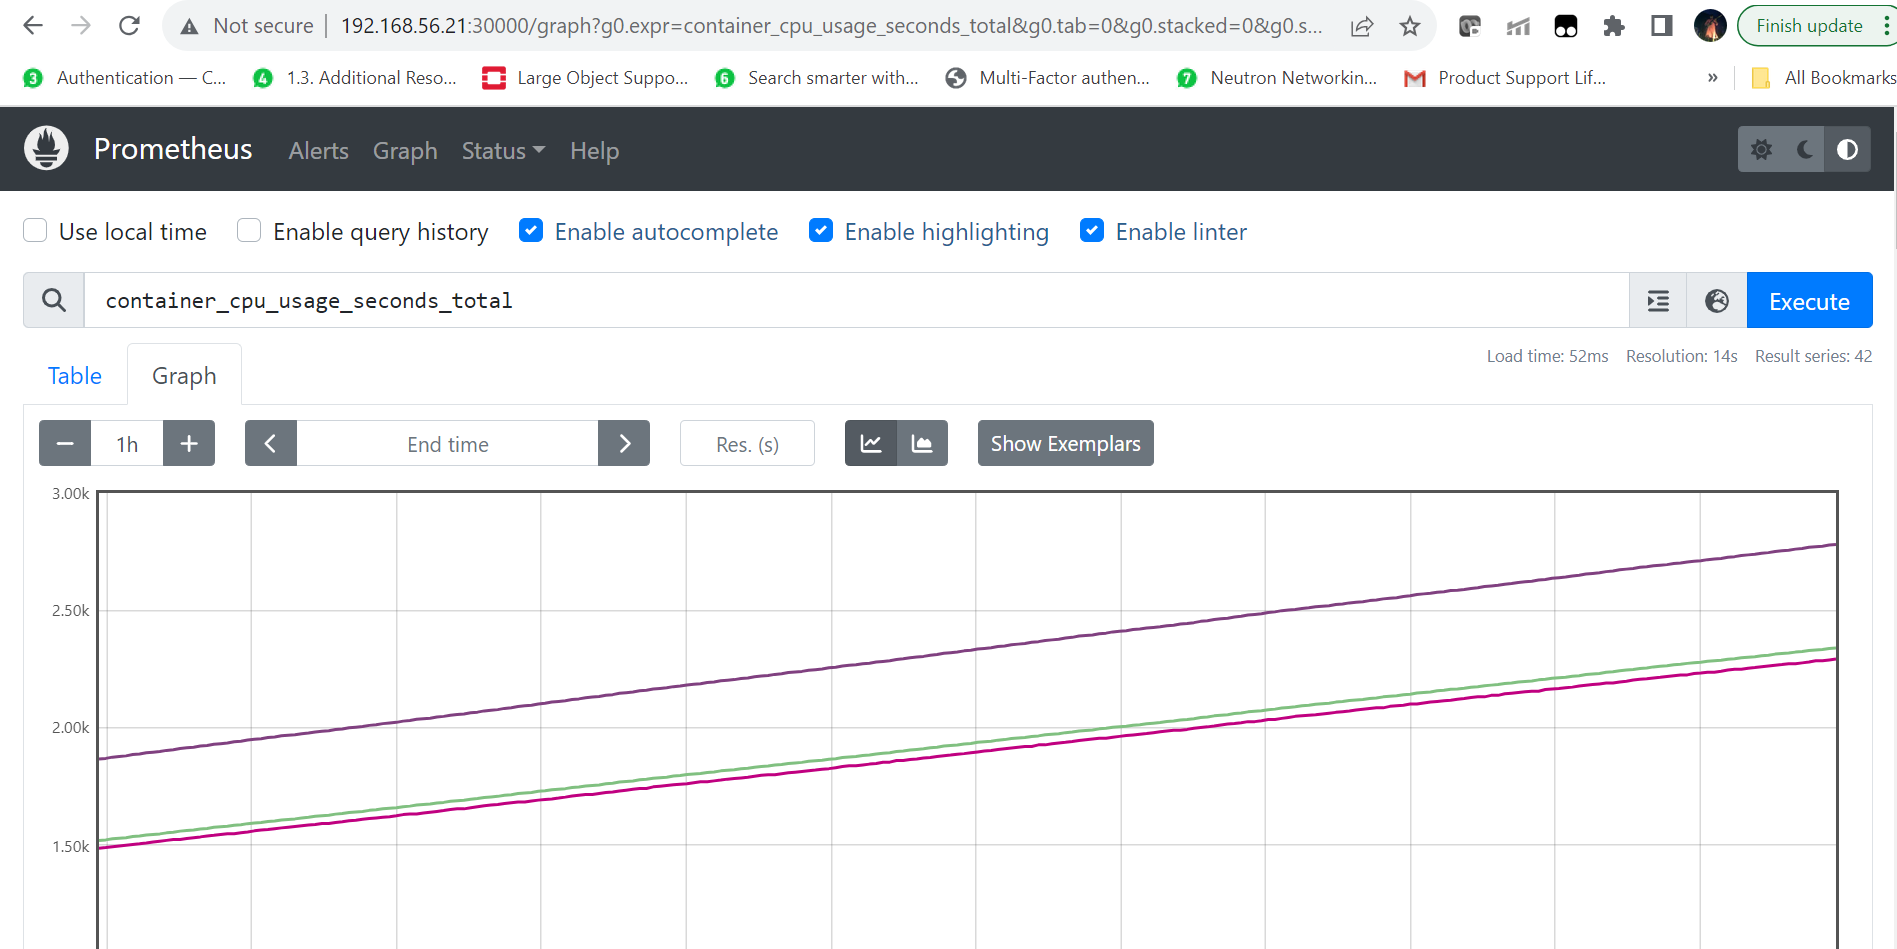 Not secure | 192.168.56.21:30000/graph?g0.expr=container_cpu_usage_seconds_total&g0.tab=0&g0.stacked=0&g0.s... Finish update
3 Authentication — C... 4 1.3. Additional Reso... Large Object Suppo... 6 Search smarter with... Multi-Factor authen... 7 Neutron Networkin... Product Support Lif... » All Bookmarks
Prometheus Alerts Graph Status Help
Use local time Enable query history Enable autocomplete Enable highlighting Enable linter
container_cpu_usage_seconds_total Execute
Load time: 52ms Resolution: 14s Result series: 42
Table Graph
1h End time Res. (s) Show Exemplars
3.00k
2.50k
2.00k
1.50k